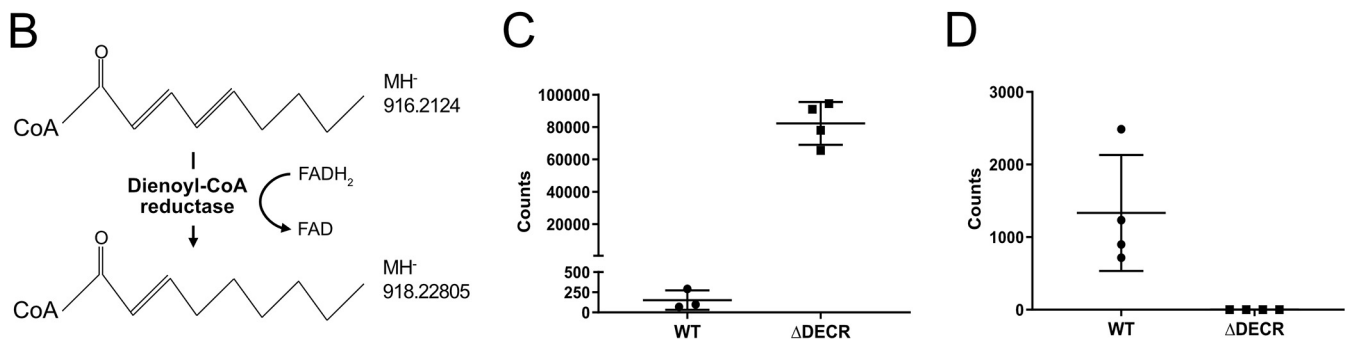 B
O
CoA
MH-
916.2124
Dienoyl-CoA
reductase
FADH2
FAD
O
CoA
MH-
918.22805
C
Counts
100000
80000
60000
40000
20000
500
250
0
WT
ΔDECR
D
Counts
3000
2000
1000
0
WT
ΔDECR